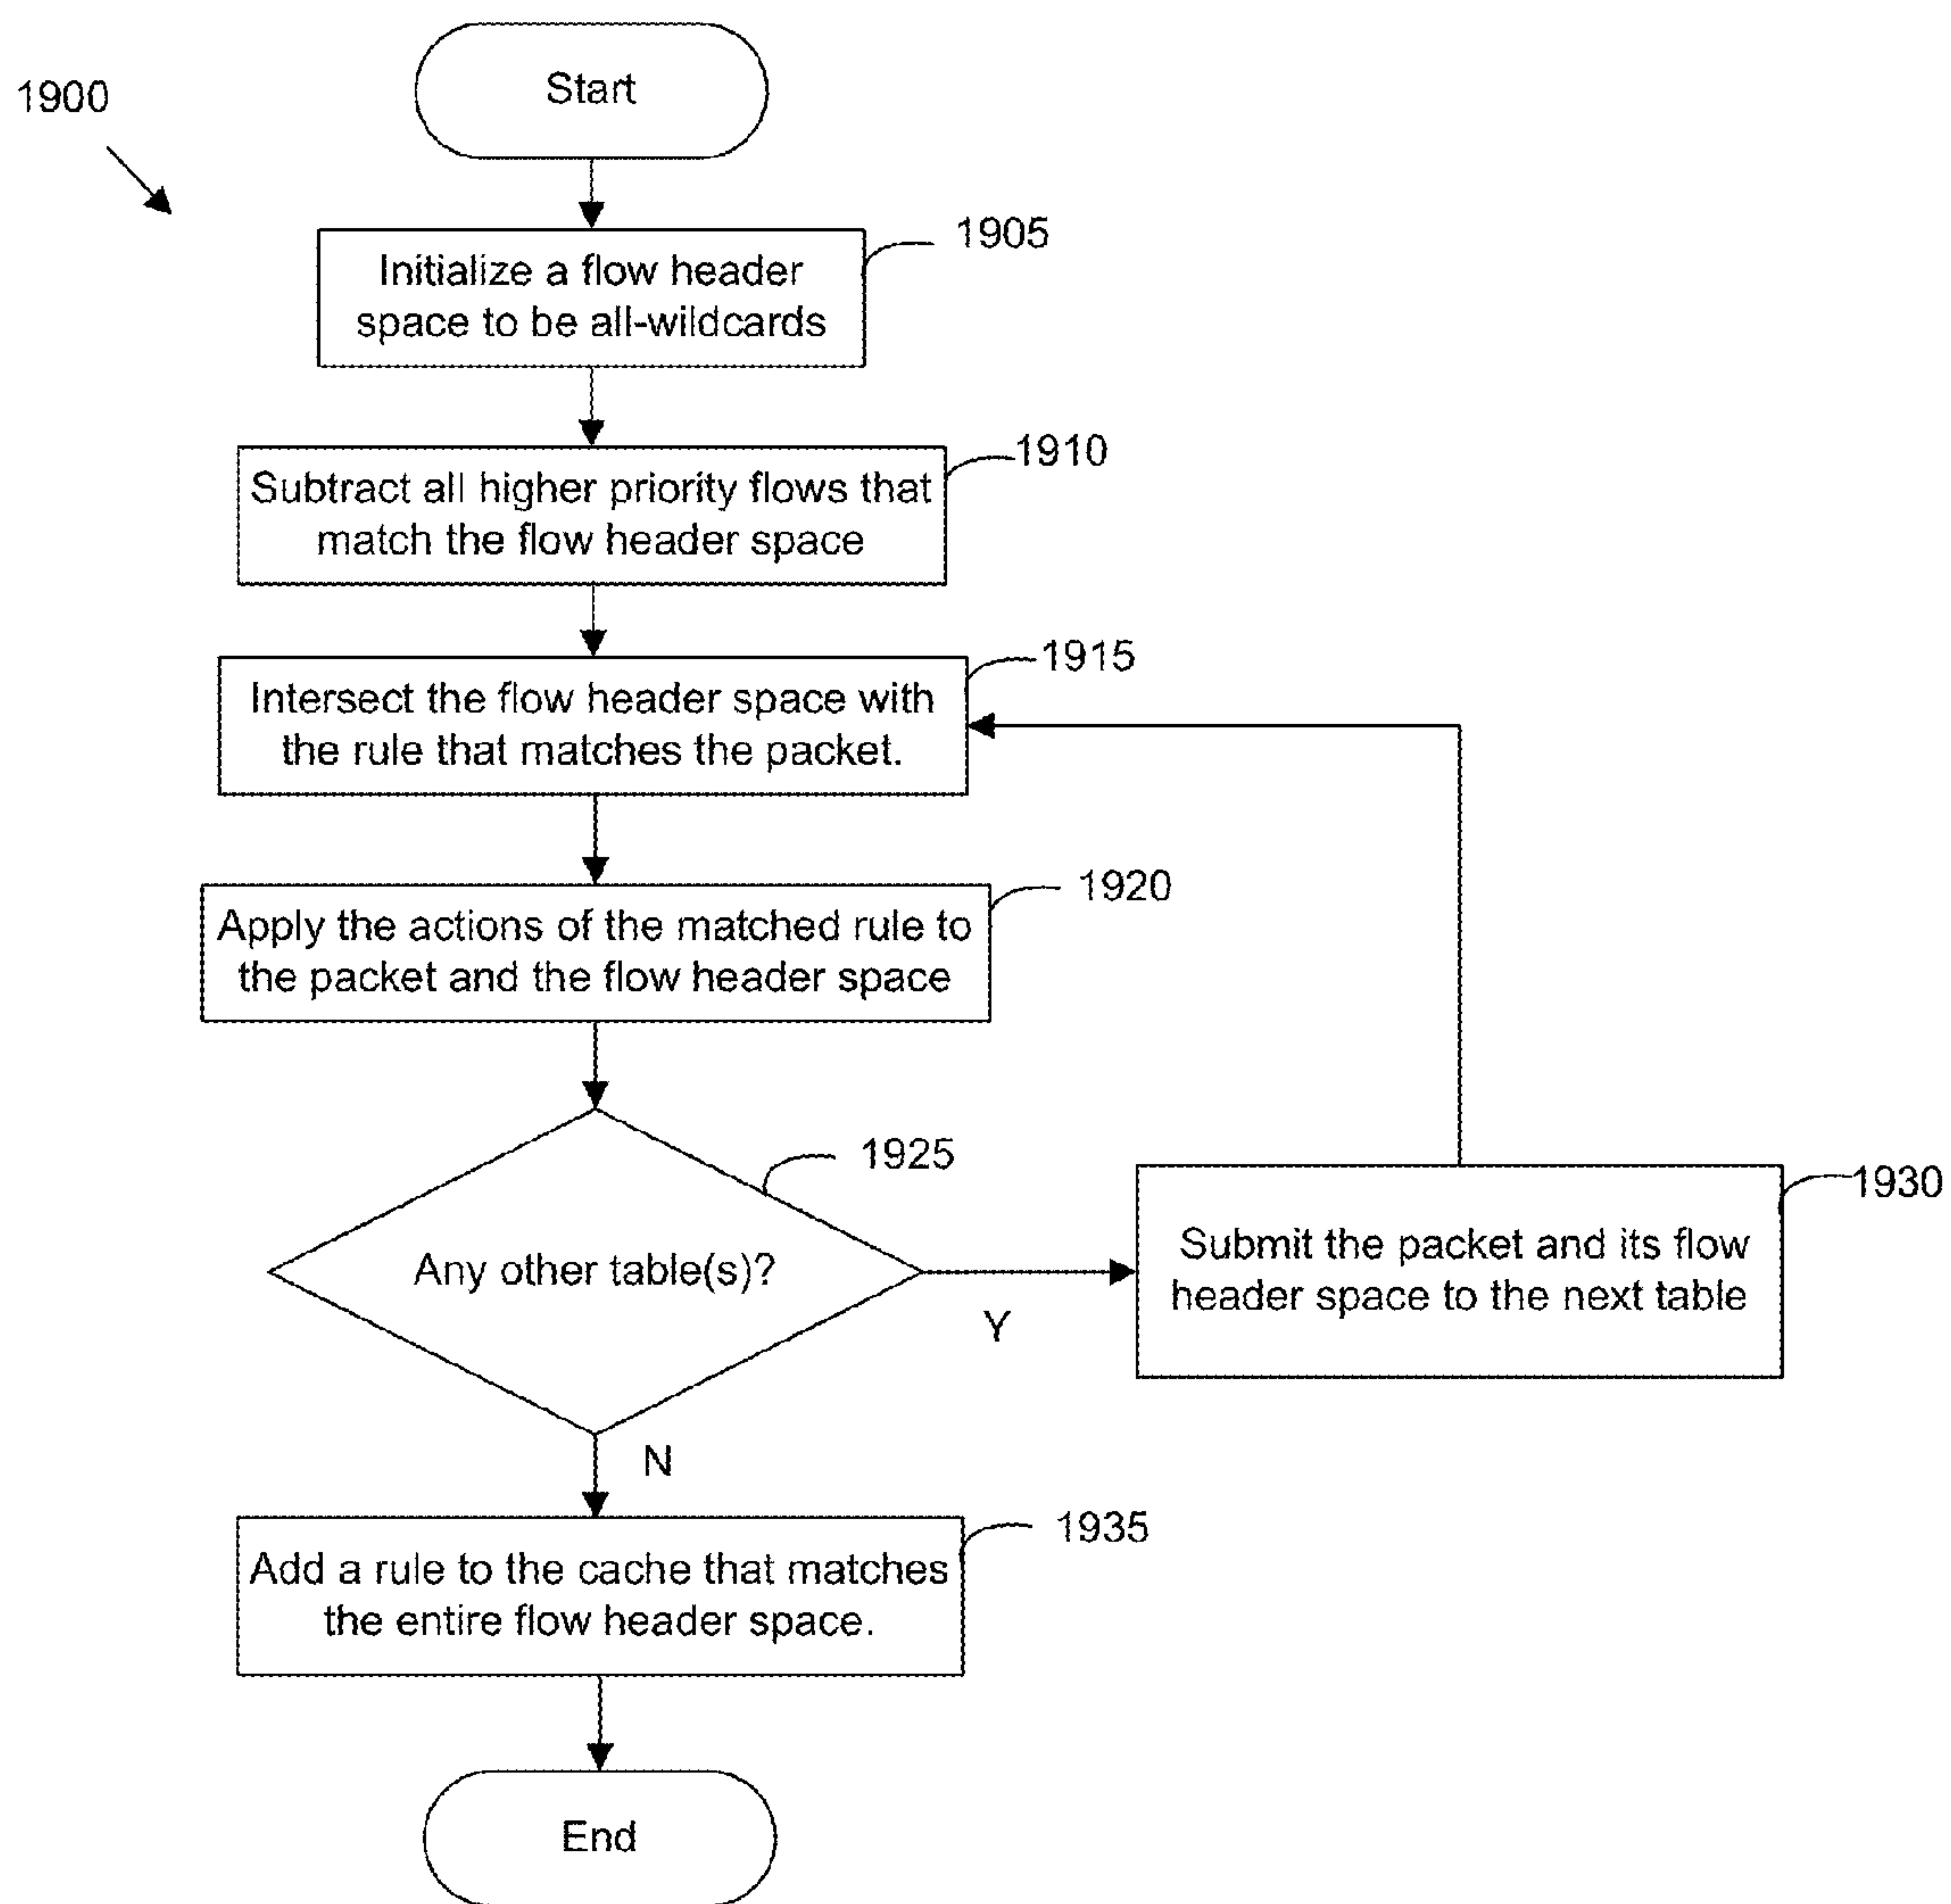 1900
Start
1905
Initialize a flow header
space to be all-wildcards
1910
Subtract all higher priority flows that
match the flow header space
1915
Intersect the flow header space with
the rule that matches the packet.
1920
Apply the actions of the matched rule to
the packet and the flow header space
1925
Any other table(s)?
Y
1930
Submit the packet and its flow
header space to the next table
N
1935
Add a rule to the cache that matches
the entire flow header space.
End